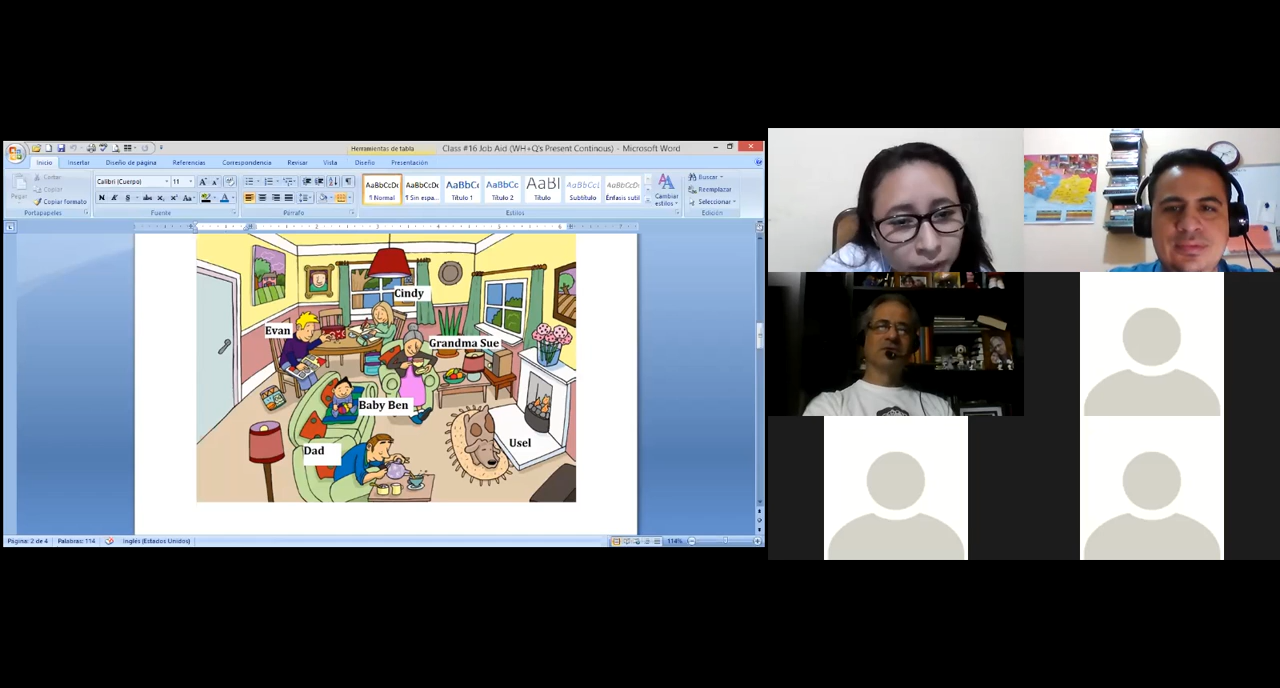 Herramientas de tabla
Class #16 Job Aid (WH+Q's Present Continous) - Microsoft Word
Inicio Insertar Diseño de página Referencias Correspondencia Revisar Vista Diseño Presentación
Cortar
Copiar
Copiar formato
Pegar
Calibri (Cuerpo) 11
AaBbCcDc AaBbCcDc AaBbC AaBbCc AaBl AaBbCcI AaBbCcDc
¶ Normal ¶ Sin espa... Título 1 Título 2 Título Subtítulo Énfasis sutil
Cambiar estilos
Buscar
Reemplazar
Seleccionar
Portapapeles Fuente Párrafo Estilos Edición
Cindy
Evan
Grandma Sue
Baby Ben
Dad
Usel
Página: 2 de 4 Palabras: 114 Inglés (Estados Unidos) 114%